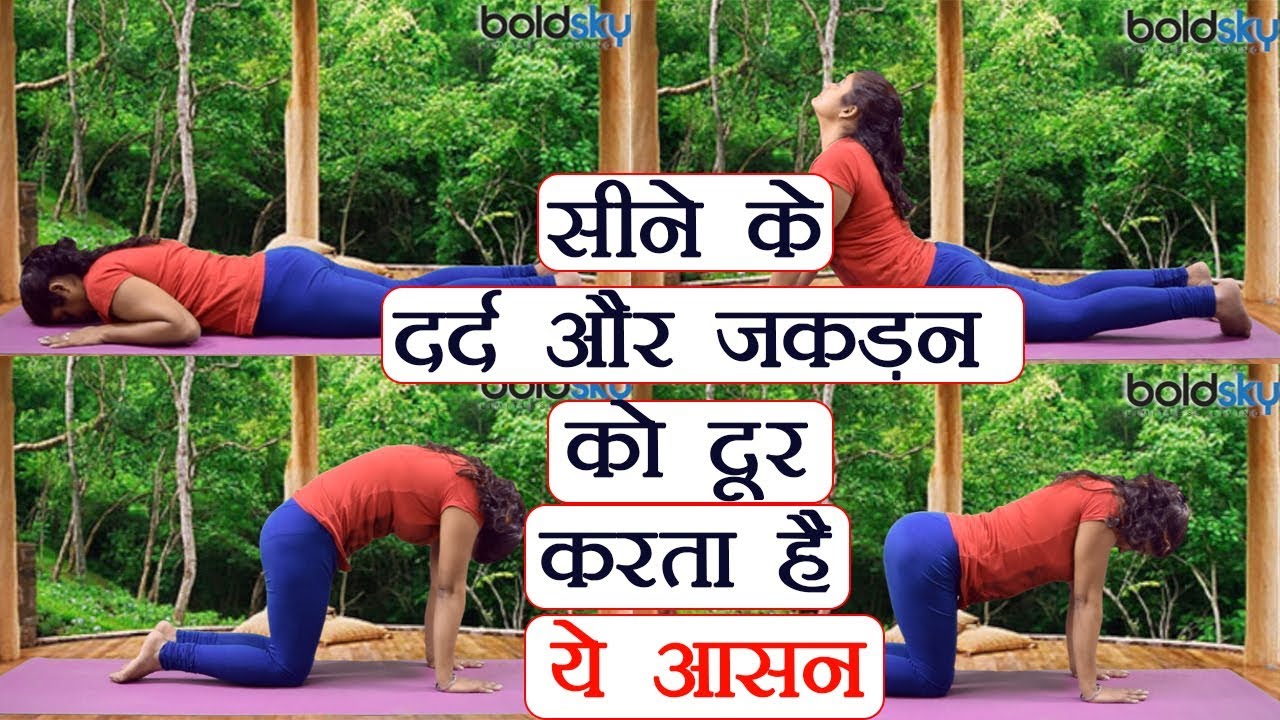 boldsky
boldsky
सीने के
दर्द और जकड़न
को दूर
करता है
ये आसन
boldsky
boldsky